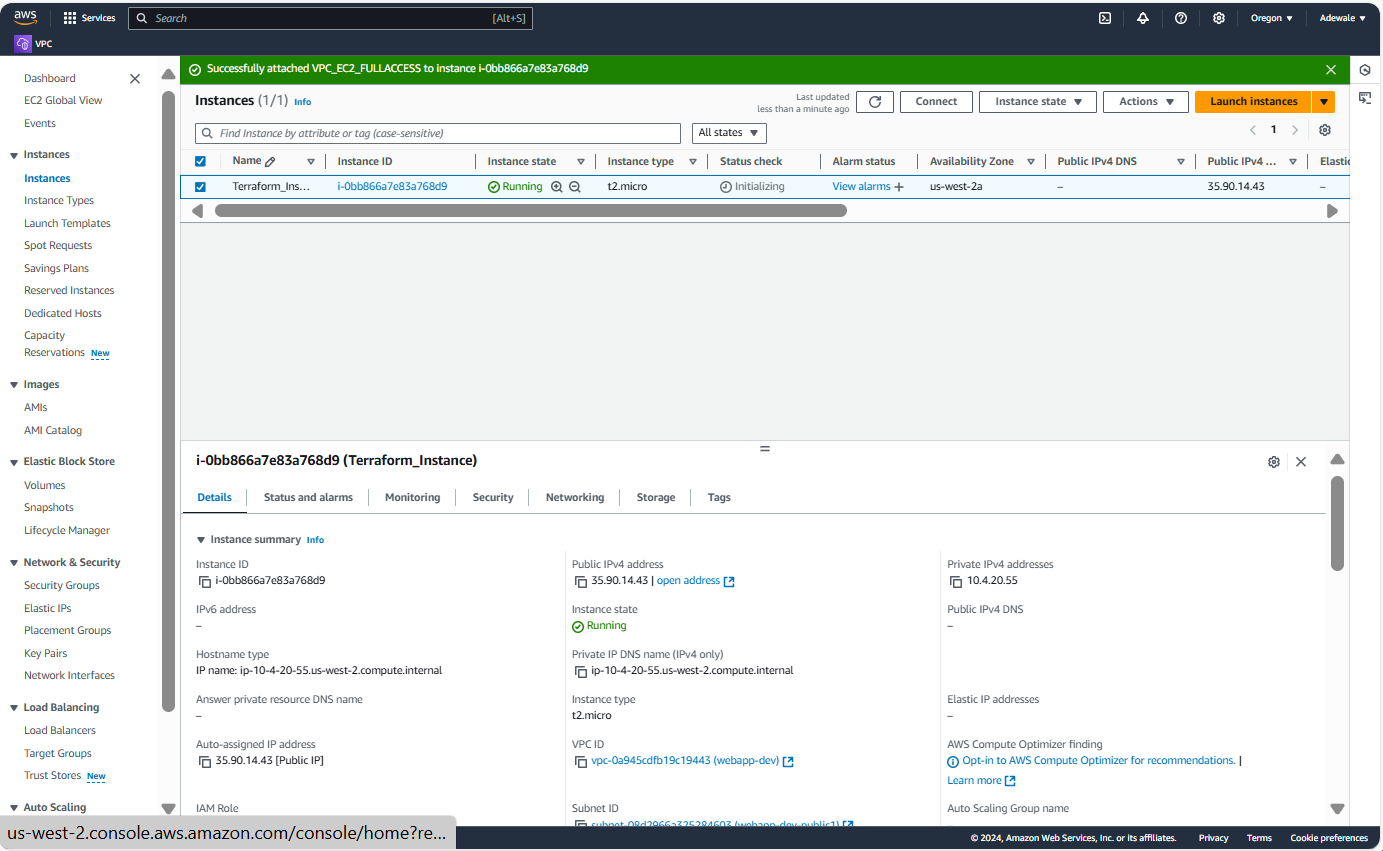 aws
Services
Search
[Alt+S]
Oregon
Adewale
VPC
Dashboard
EC2 Global View
Events
Instances
Instances
Instance Types
Launch Templates
Spot Requests
Savings Plans
Reserved Instances
Dedicated Hosts
Capacity
Reservations New
Images
AMIs
AMI Catalog
Elastic Block Store
Volumes
Snapshots
Lifecycle Manager
Network & Security
Security Groups
Elastic IPs
Placement Groups
Key Pairs
Network Interfaces
Load Balancing
Load Balancers
Target Groups
Trust Stores New
Auto Scaling
us-west-2.console.aws.amazon.com/console/home?re...
Successfully attached VPC_EC2_FULLACCESS to instance i-0bb866a7e83a768d9
Instances (1/1) Info
Last updated
less than a minute ago
Connect
Instance state
Actions
Launch instances
Find Instance by attribute or tag (case-sensitive)
All states
1
Name Instance ID Instance state Instance type Status check Alarm status Availability Zone Public IPv4 DNS Public IPv4 ... Elastic
Terraform_Ins... i-0bb866a7e83a768d9 Running t2.micro Initializing View alarms + us-west-2a – 35.90.14.43 –
i-0bb866a7e83a768d9 (Terraform_Instance)
Details Status and alarms Monitoring Security Networking Storage Tags
Instance summary Info
Instance ID
i-0bb866a7e83a768d9
Public IPv4 address
35.90.14.43 | open address
Private IPv4 addresses
10.4.20.55
IPv6 address
–
Instance state
Running
Public IPv4 DNS
–
Hostname type
IP name: ip-10-4-20-55.us-west-2.compute.internal
Private IP DNS name (IPv4 only)
ip-10-4-20-55.us-west-2.compute.internal
Answer private resource DNS name
–
Instance type
t2.micro
Elastic IP addresses
–
Auto-assigned IP address
35.90.14.43 [Public IP]
VPC ID
vpc-0a945cdfb19c19443 (webapp-dev)
AWS Compute Optimizer finding
Opt-in to AWS Compute Optimizer for recommendations. |
Learn more
IAM Role
Subnet ID
subnet-08d2966a325284603 (webapp-dev-public1)
Auto Scaling Group name
© 2024, Amazon Web Services, Inc. or its affiliates. Privacy Terms Cookie preferences